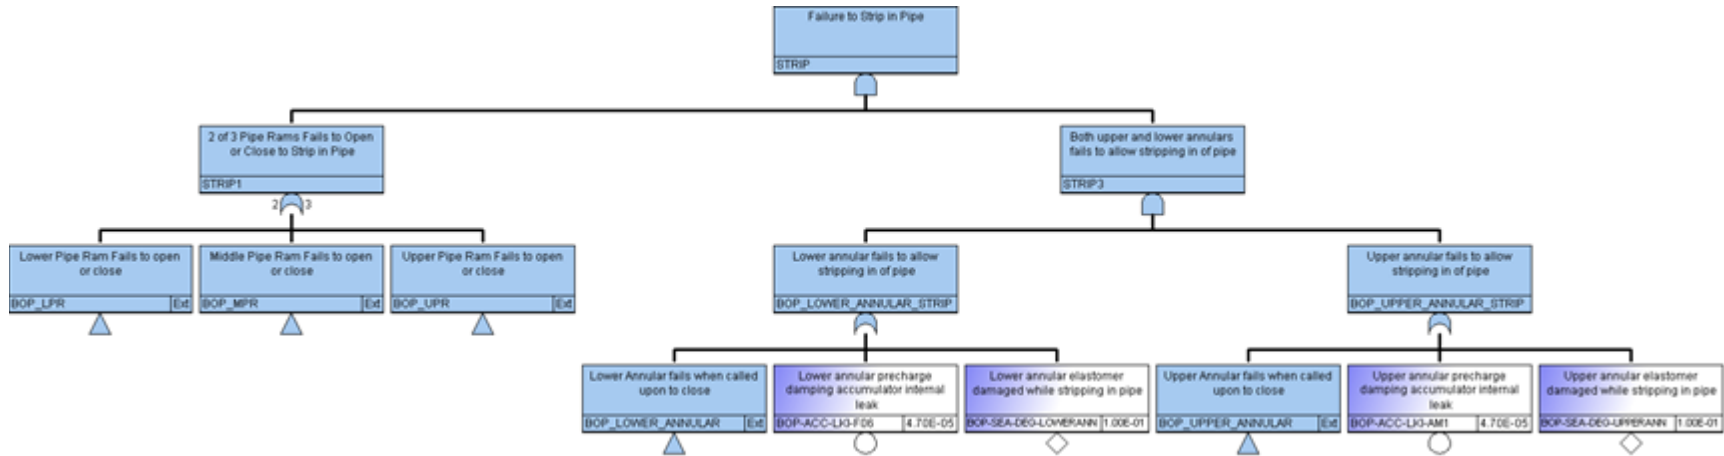 Failure to Strip in Pipe
STRIP
2 of 3 Pipe Rams Fails to Open
or Close to Strip in Pipe
STRIP1
2 3
Both upper and lower annulars
fails to allow stripping in of pipe
STRIP3
Lower Pipe Ram Fails to open
or close
BOP_LPR Ext
Middle Pipe Ram Fails to open
or close
BOP_MPR Ext
Upper Pipe Ram Fails to open
or close
BOP_UPR Ext
Lower annular fails to allow
stripping in of pipe
BOP_LOWER_ANNULAR_STRIP
Upper annular fails to allow
stripping in of pipe
BOP_UPPER_ANNULAR_STRIP
Lower Annular fails when called
upon to close
BOP_LOWER_ANNULAR Ext
Lower annular precharge
damping accumulator internal
leak
BOP-ACC-LKI-F06 4.70E-05
Lower annular elastomer
damaged while stripping in pipe
BOP-SEA-DEG-LOWERANN 1.00E-01
Upper Annular fails when called
upon to close
BOP_UPPER_ANNULAR Ext
Upper annular precharge
damping accumulator internal
leak
BOP-ACC-LKI-AM1 4.70E-05
Upper annular elastomer
damaged while stripping in pipe
BOP-SEA-DEG-UPPERANN 1.00E-01